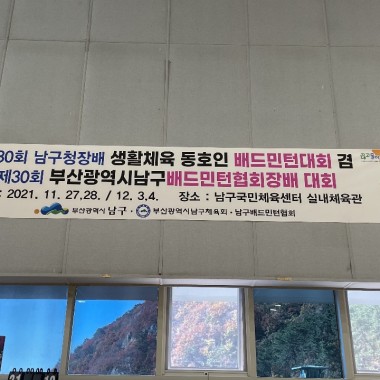 30회 남구청장배 생활체육 동호인 배드민턴대회 겸
제30회 부산광역시남구배드민턴협회장배 대회
: 2021. 11. 27,28. / 12. 3,4. 장소 : 남구국민체육센터 실내체육관
부산광역시 남구 · 부산광역시남구체육회 · 남구배드민턴협회